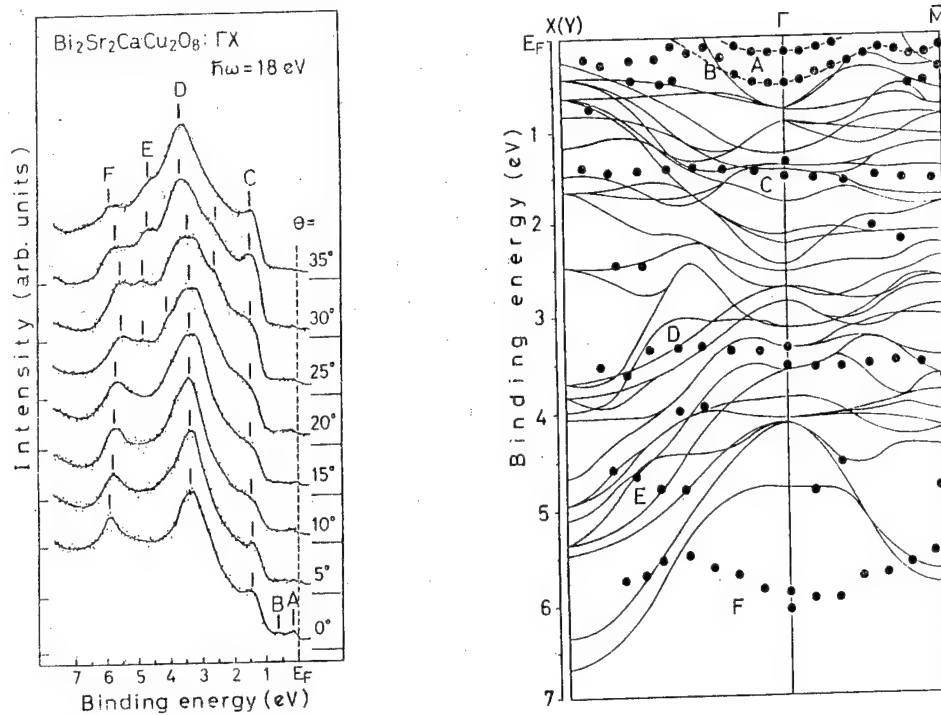 Bi₂Sr₂CaCu₂O₈: ΓX
ħω = 18 eV
D
E
F
C
θ=
35°
30°
25°
20°
15°
10°
5°
B A
0°
7 6 5 4 3 2 1 E_F
Binding energy (eV)
Intensity (arb. units)
X(Y) Γ M̄
E_F
A
B
1
C
2
3
D
4
E
5
F
6
7
Binding energy (eV)